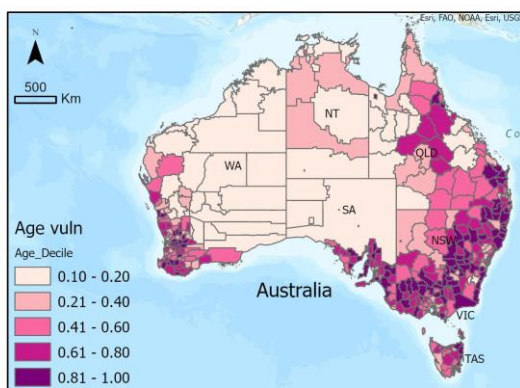 Esri, FAO, NOAA, Esri, USG
N
500
Km
NT
QLD
WA
SA
NSW
Australia
VIC
TAS
Age vuln
Age_Decile
0.10 - 0.20
0.21 - 0.40
0.41 - 0.60
0.61 - 0.80
0.81 - 1.00